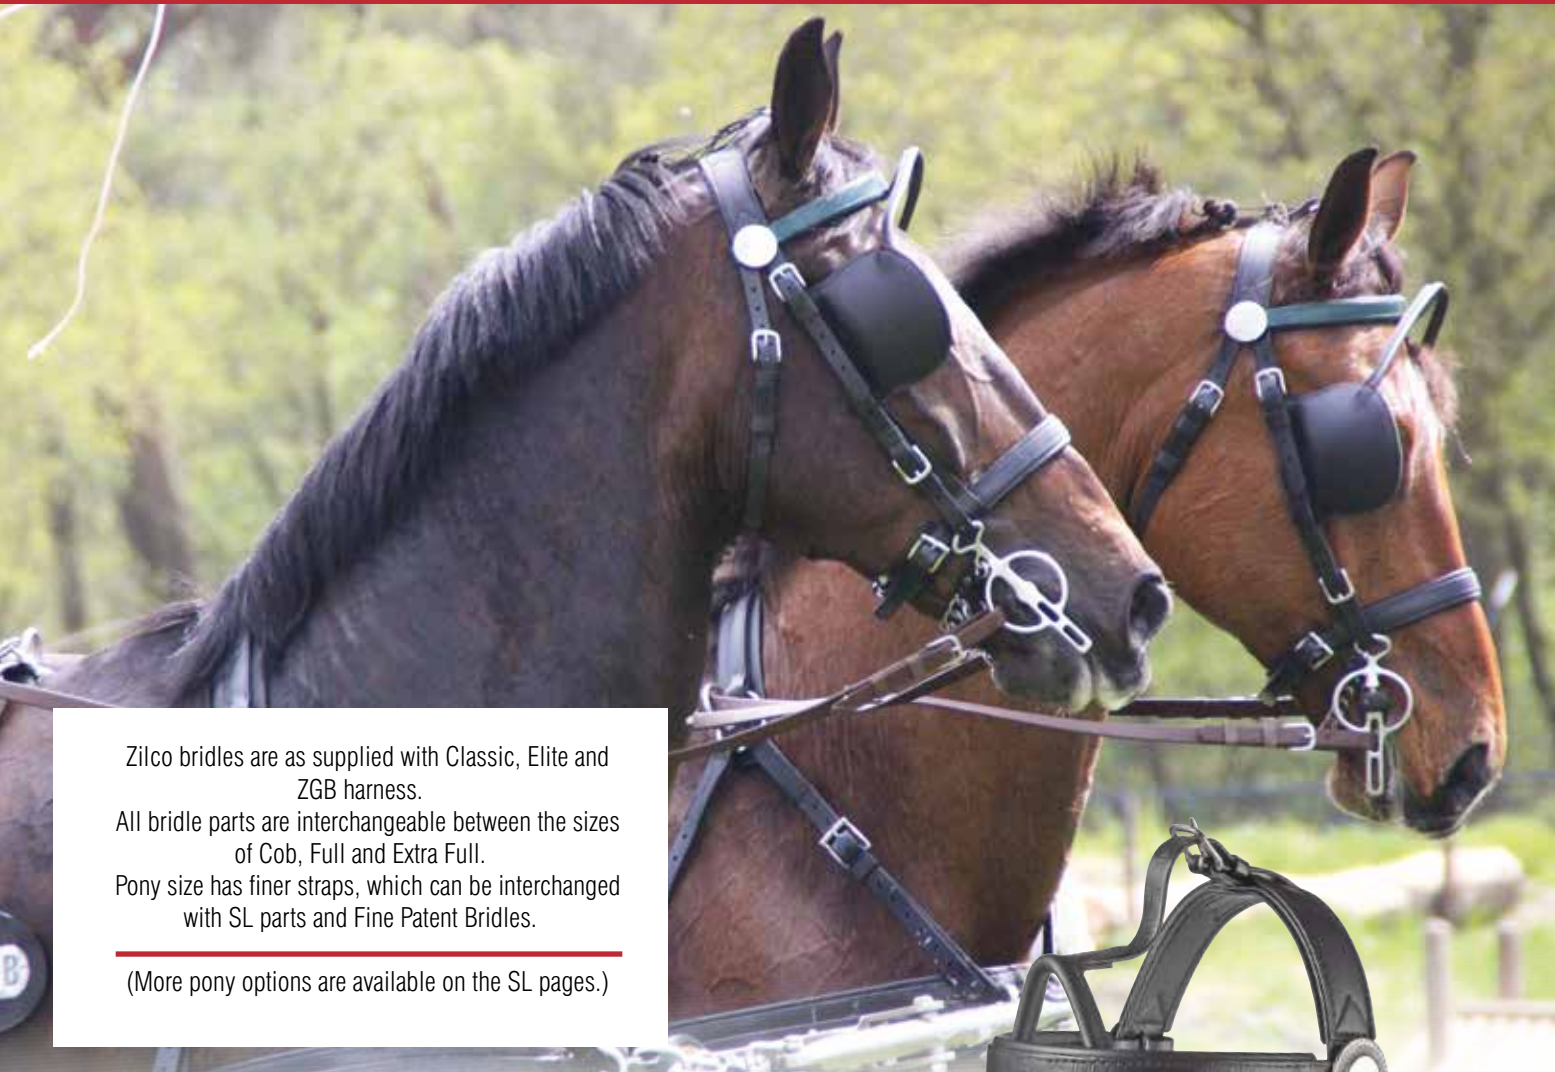 Zilco bridles are as supplied with Classic, Elite and
ZGB harness.
All bridle parts are interchangeable between the sizes
of Cob, Full and Extra Full.
Pony size has finer straps, which can be interchanged
with SL parts and Fine Patent Bridles.
(More pony options are available on the SL pages.)
B